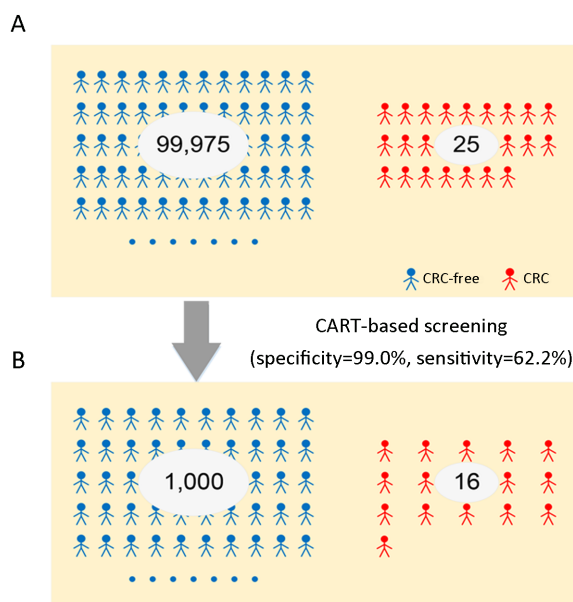 A
99,975
25
CRC-free CRC
CART-based screening
(specificity=99.0%, sensitivity=62.2%)
B
1,000
16